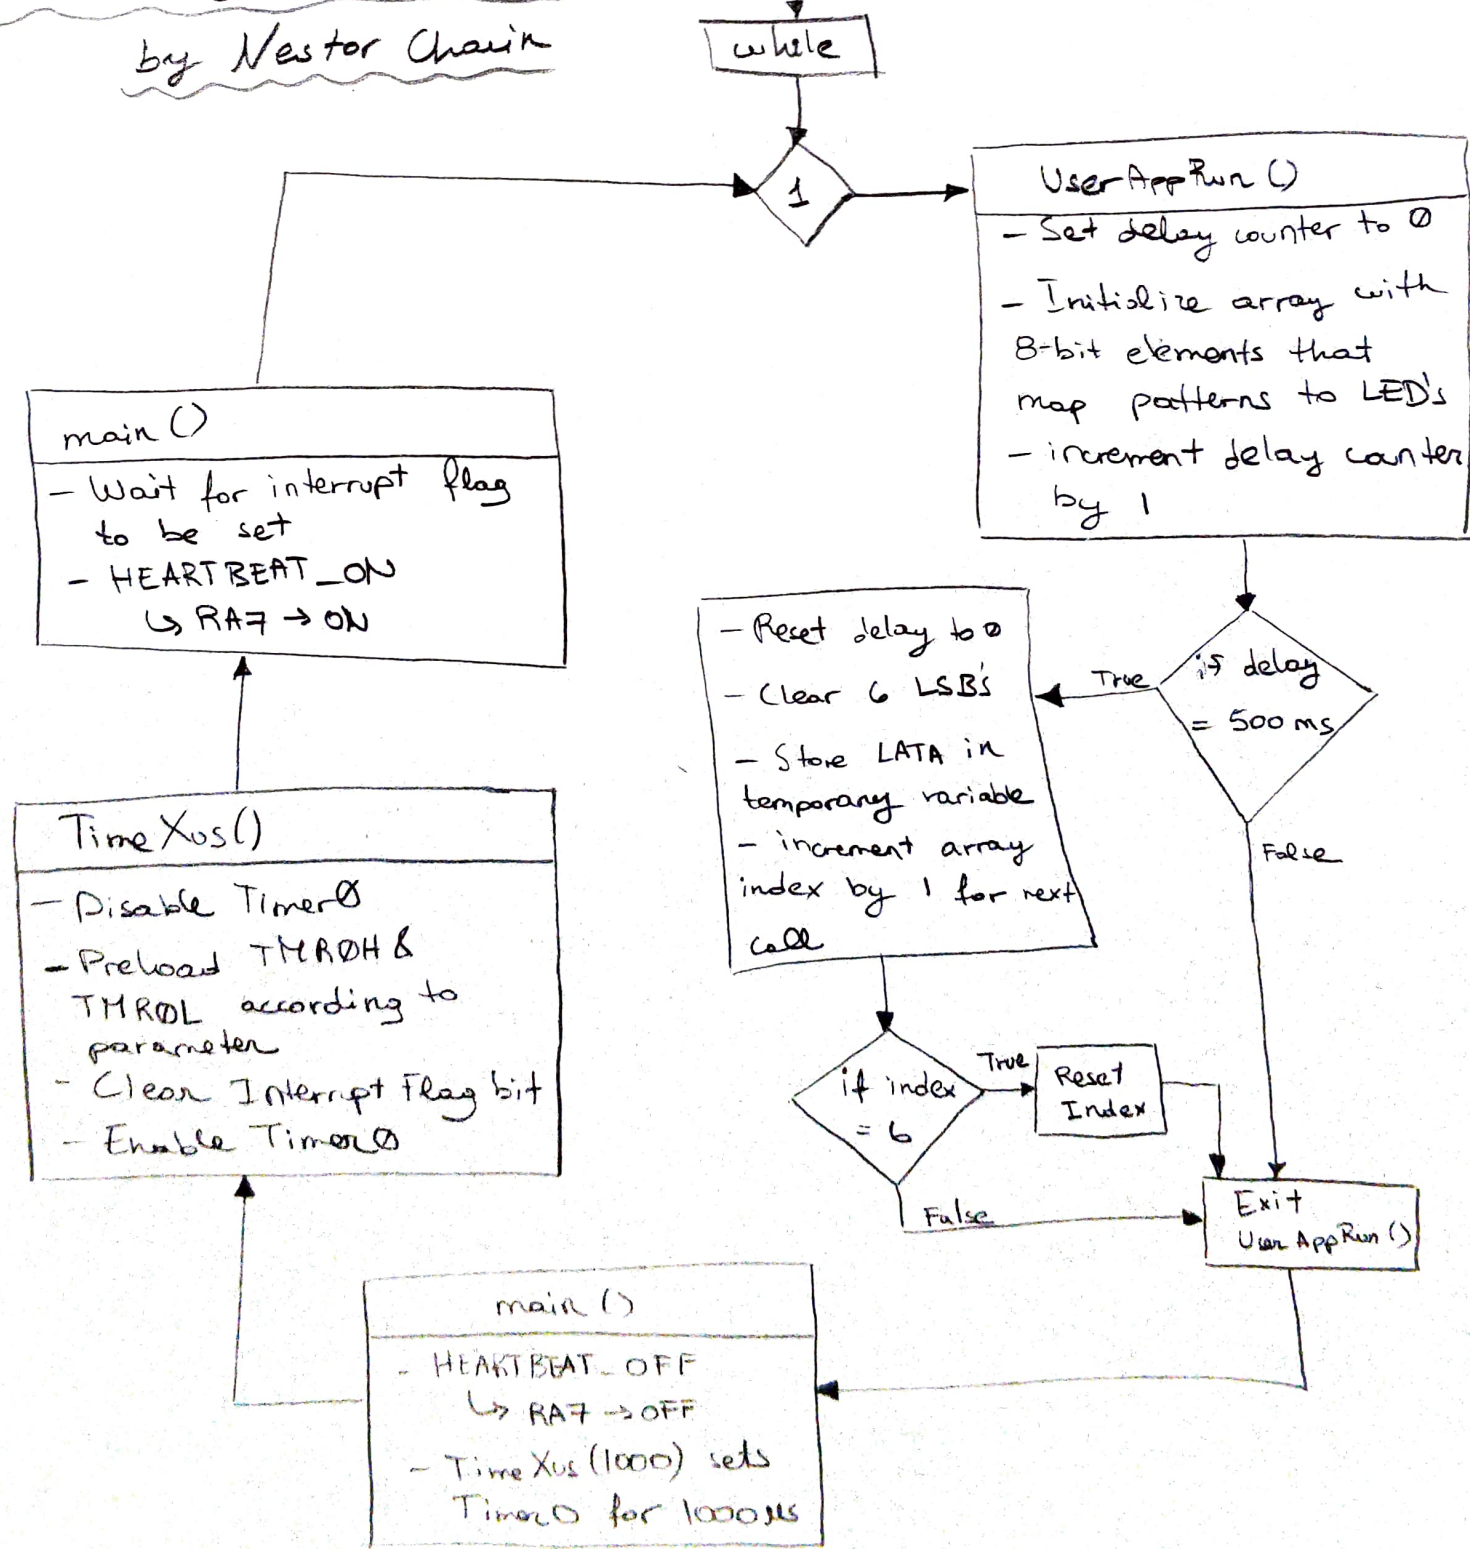 by Nestor Chacin
while
1
UserAppRun()
- Set delay counter to 0
- Initialize array with
8-bit elements that
map patterns to LED's
- increment delay counter
by 1
main()
- Wait for interrupt flag
to be set
- HEARTBEAT_ON
↳ RA7 → ON
if delay
= 500 ms
True
False
- Reset delay to 0
- Clear 6 LSB's
- Store LATA in
temporary variable
- increment array
index by 1 for next
call
TimeXus()
- Disable Timer0
- Preload TMR0H &
TMR0L according to
parameter
- Clear Interrupt Flag bit
- Enable Timer0
if index
= 6
True
Reset
Index
False
Exit
UserAppRun()
main()
- HEARTBEAT_OFF
↳ RA7 → OFF
- TimeXus(1000) sets
Timer0 for 1000 µs